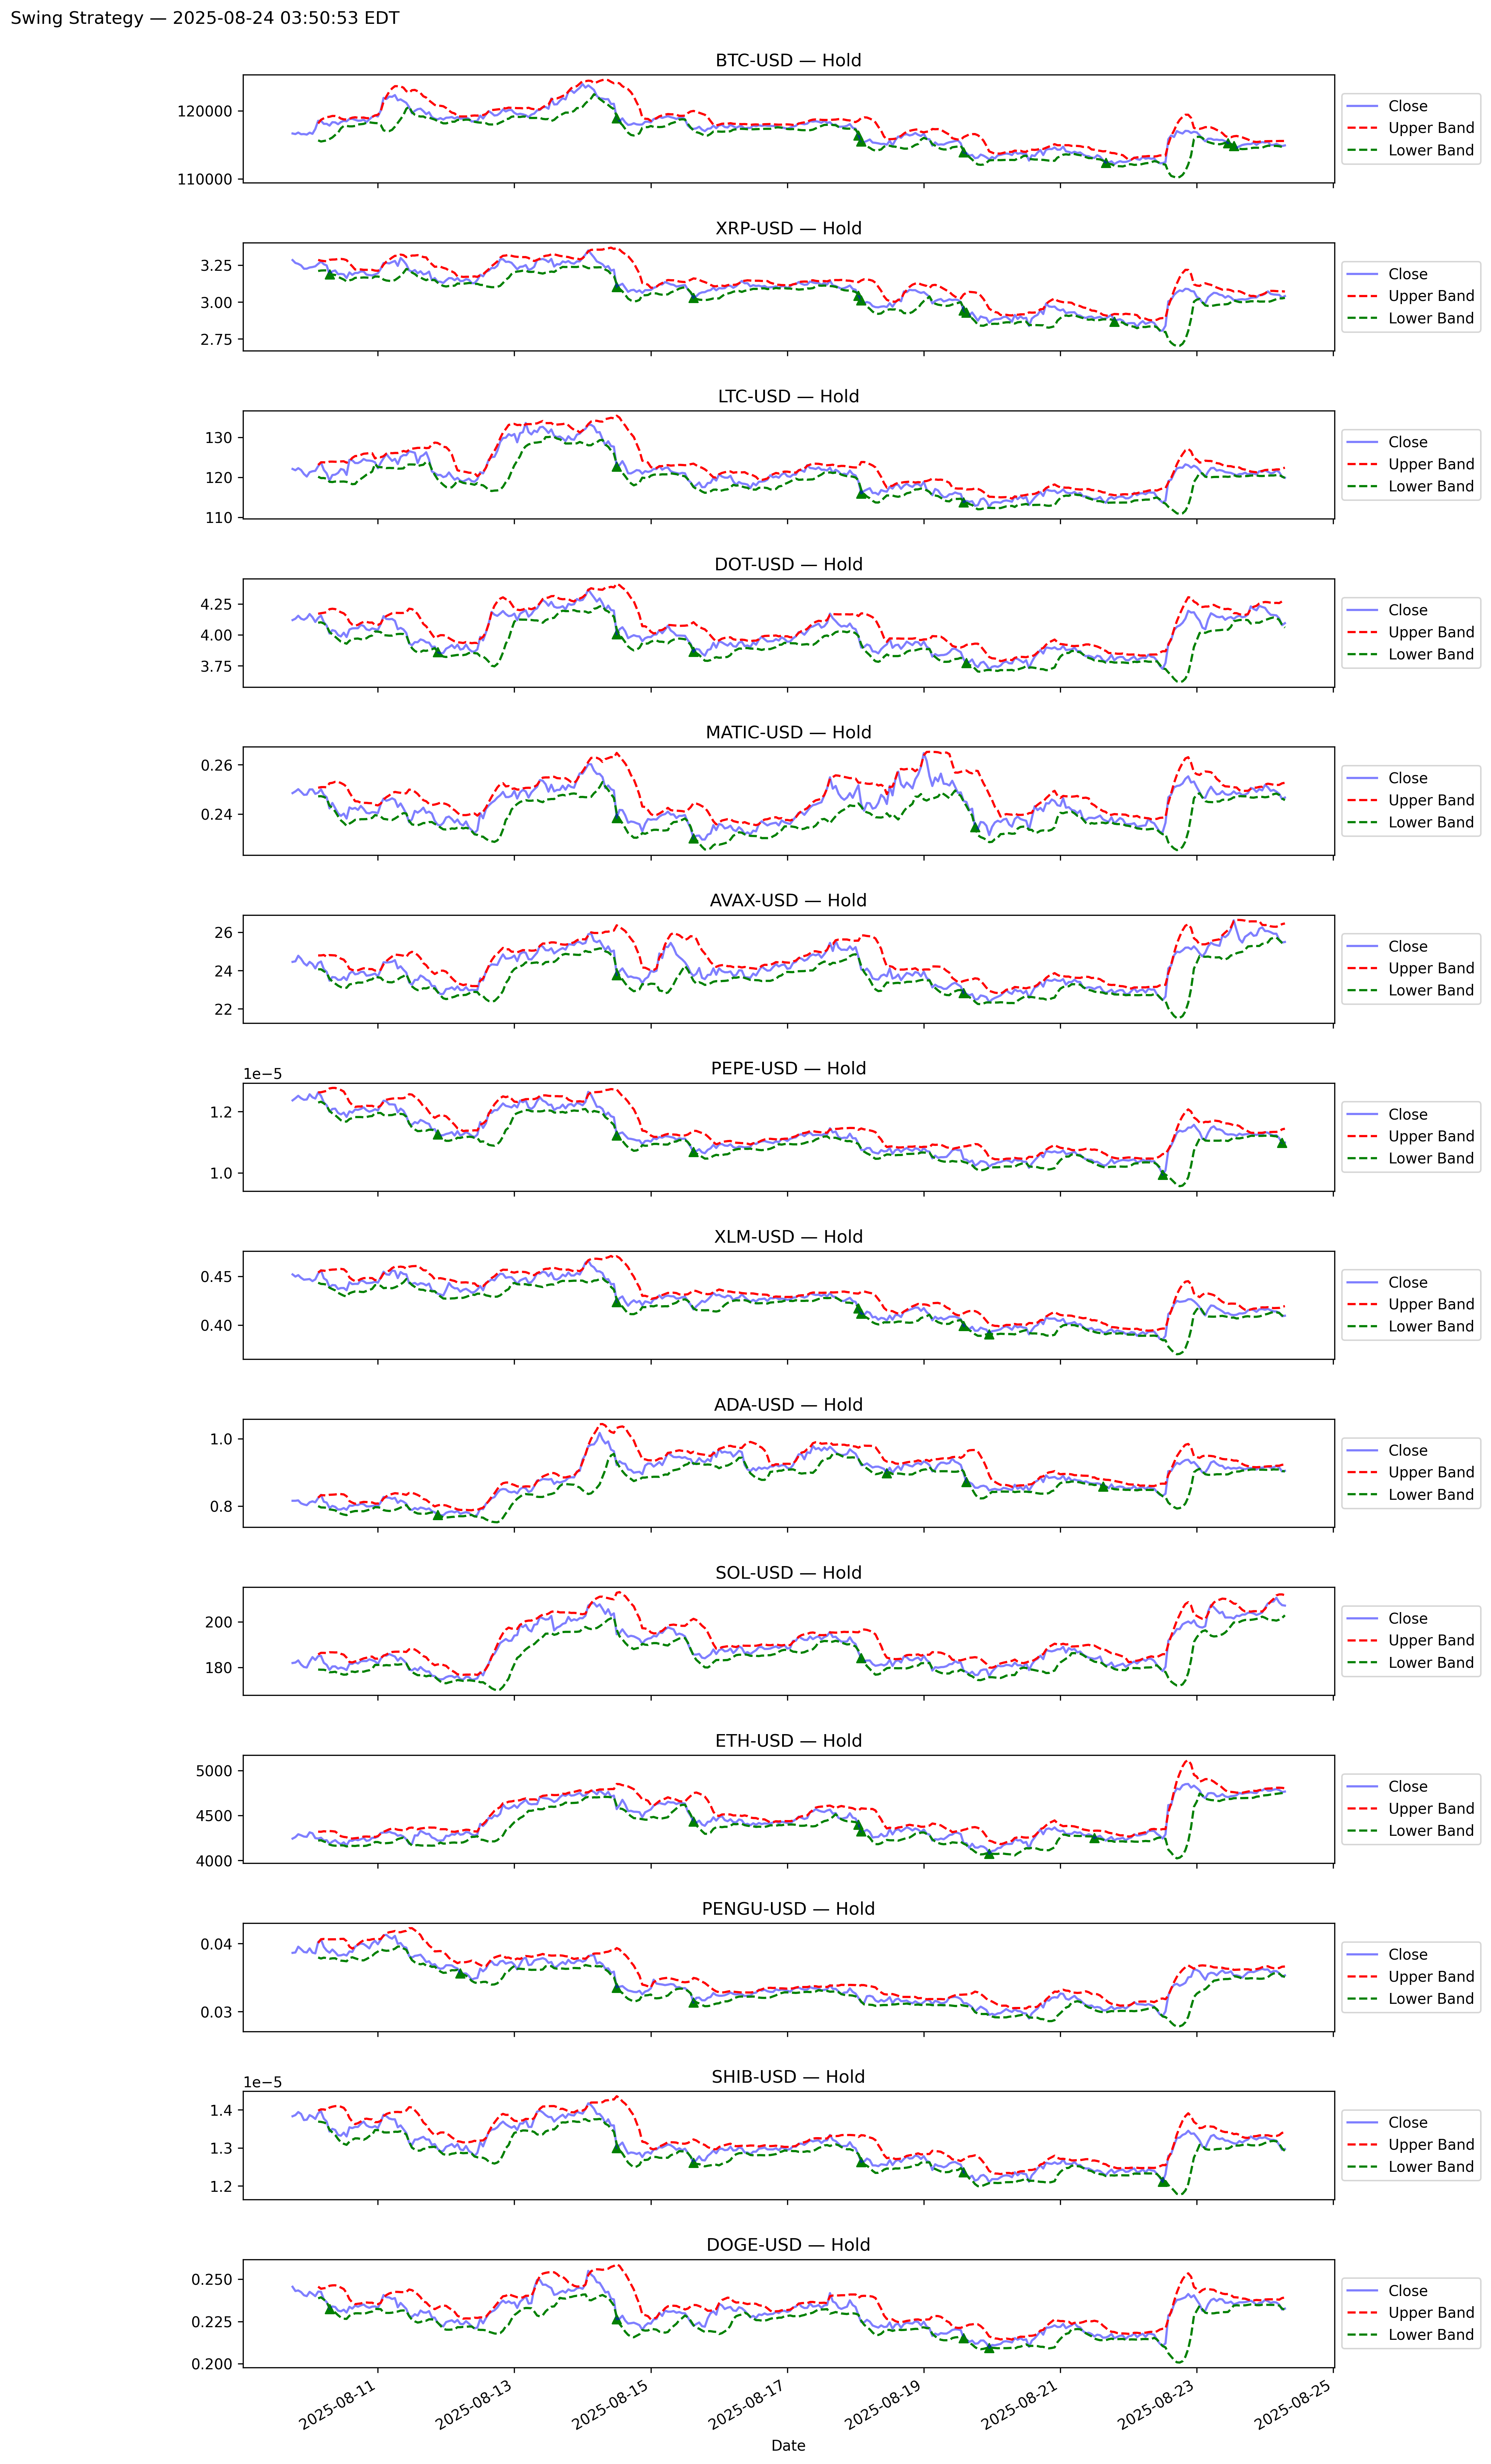 Swing Strategy — 2025-08-24 03:50:53 EDT
BTC-USD — Hold
120000
110000
Close
Upper Band
Lower Band
XRP-USD — Hold
3.25
3.00
2.75
Close
Upper Band
Lower Band
LTC-USD — Hold
130
120
110
Close
Upper Band
Lower Band
DOT-USD — Hold
4.25
4.00
3.75
Close
Upper Band
Lower Band
MATIC-USD — Hold
0.26
0.24
Close
Upper Band
Lower Band
AVAX-USD — Hold
26
24
22
Close
Upper Band
Lower Band
PEPE-USD — Hold
1e−5
1.2
1.0
Close
Upper Band
Lower Band
XLM-USD — Hold
0.45
0.40
Close
Upper Band
Lower Band
ADA-USD — Hold
1.0
0.8
Close
Upper Band
Lower Band
SOL-USD — Hold
200
180
Close
Upper Band
Lower Band
ETH-USD — Hold
5000
4500
4000
Close
Upper Band
Lower Band
PENGU-USD — Hold
0.04
0.03
Close
Upper Band
Lower Band
SHIB-USD — Hold
1e−5
1.4
1.3
1.2
Close
Upper Band
Lower Band
DOGE-USD — Hold
0.250
0.225
0.200
Close
Upper Band
Lower Band
2025-08-11
2025-08-13
2025-08-15
2025-08-17
2025-08-19
2025-08-21
2025-08-23
2025-08-25
Date